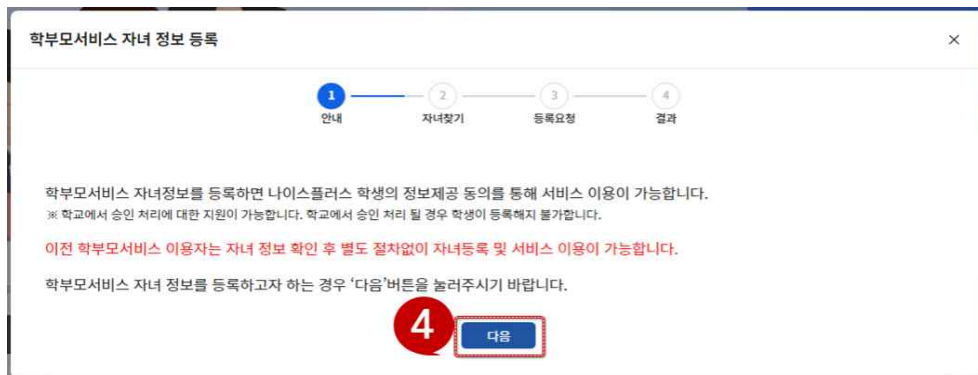 학부모서비스 자녀 정보 등록 ×
1 2 3 4
안내 자녀찾기 등록요청 결과
학부모서비스 자녀정보를 등록하면 나이스플러스 학생의 정보제공 동의를 통해 서비스 이용이 가능합니다.
※ 학교에서 승인 처리에 대한 지원이 가능합니다. 학교에서 승인 처리 될 경우 학생이 등록해지 불가합니다.
이전 학부모서비스 이용자는 자녀 정보 확인 후 별도 절차없이 자녀등록 및 서비스 이용이 가능합니다.
학부모서비스 자녀 정보를 등록하고자 하는 경우 ‘다음’버튼을 눌러주시기 바랍니다.
4 다음